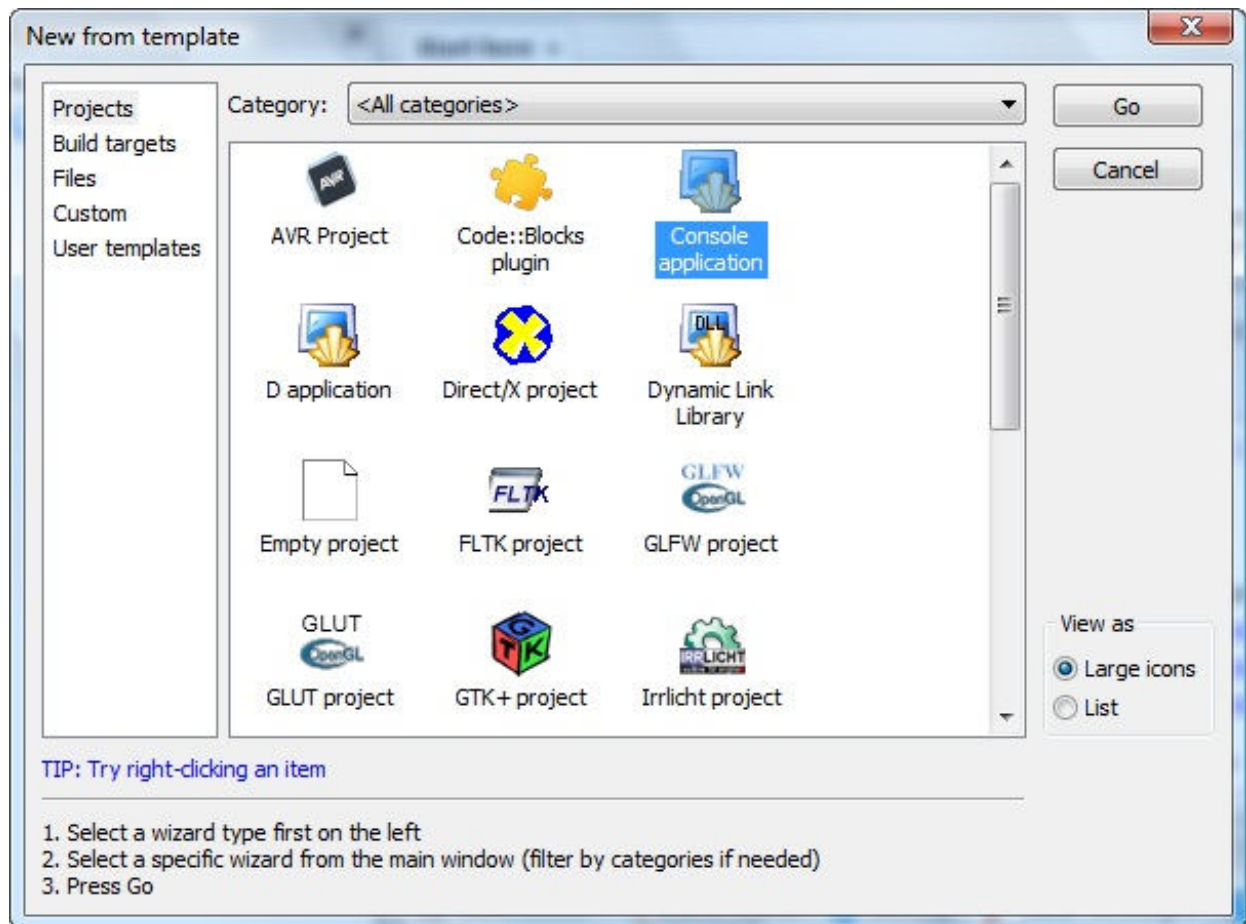 New from template
Start here
X
Projects
Build targets
Files
Custom
User templates
Category:
<All categories>
Go
Cancel
AVR
AVR Project
Code::Blocks
plugin
Console
application
D application
Direct/X project
DLL
Dynamic Link
Library
Empty project
FLTK
FLTK project
GLFW
OpenGL
GLFW project
GLUT
OpenGL
GLUT project
GTK
GTK+ project
IRRLICHT
Irrlicht project
View as
Large icons
List
TIP: Try right-clicking an item
1. Select a wizard type first on the left
2. Select a specific wizard from the main window (filter by categories if needed)
3. Press Go